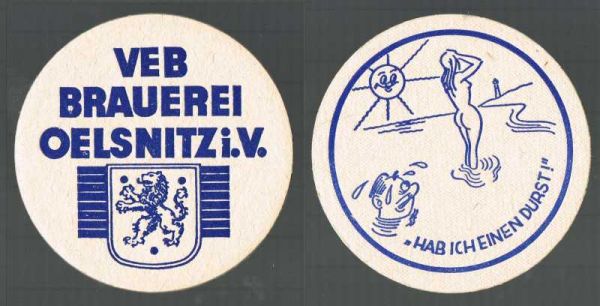 VEB
BRAUEREI
OELSNITZ i.V.
„HAB ICH EINEN DURST!"